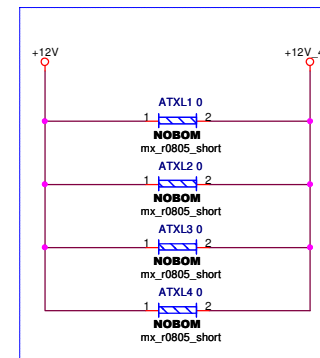 +12V +12V_4
ATXL1 0
1 2
NOBOM
mx_r0805_short
ATXL2 0
1 2
NOBOM
mx_r0805_short
ATXL3 0
1 2
NOBOM
mx_r0805_short
ATXL4 0
1 2
NOBOM
mx_r0805_short